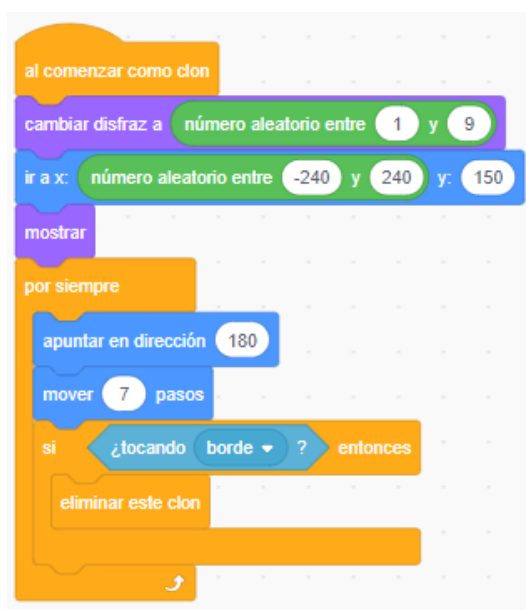 al comenzar como clon
cambiar disfraz a número aleatorio entre 1 y 9
ir a x: número aleatorio entre -240 y 240 y: 150
mostrar
por siempre
apuntar en dirección 180
mover 7 pasos
si ¿tocando borde ? entonces
eliminar este clon